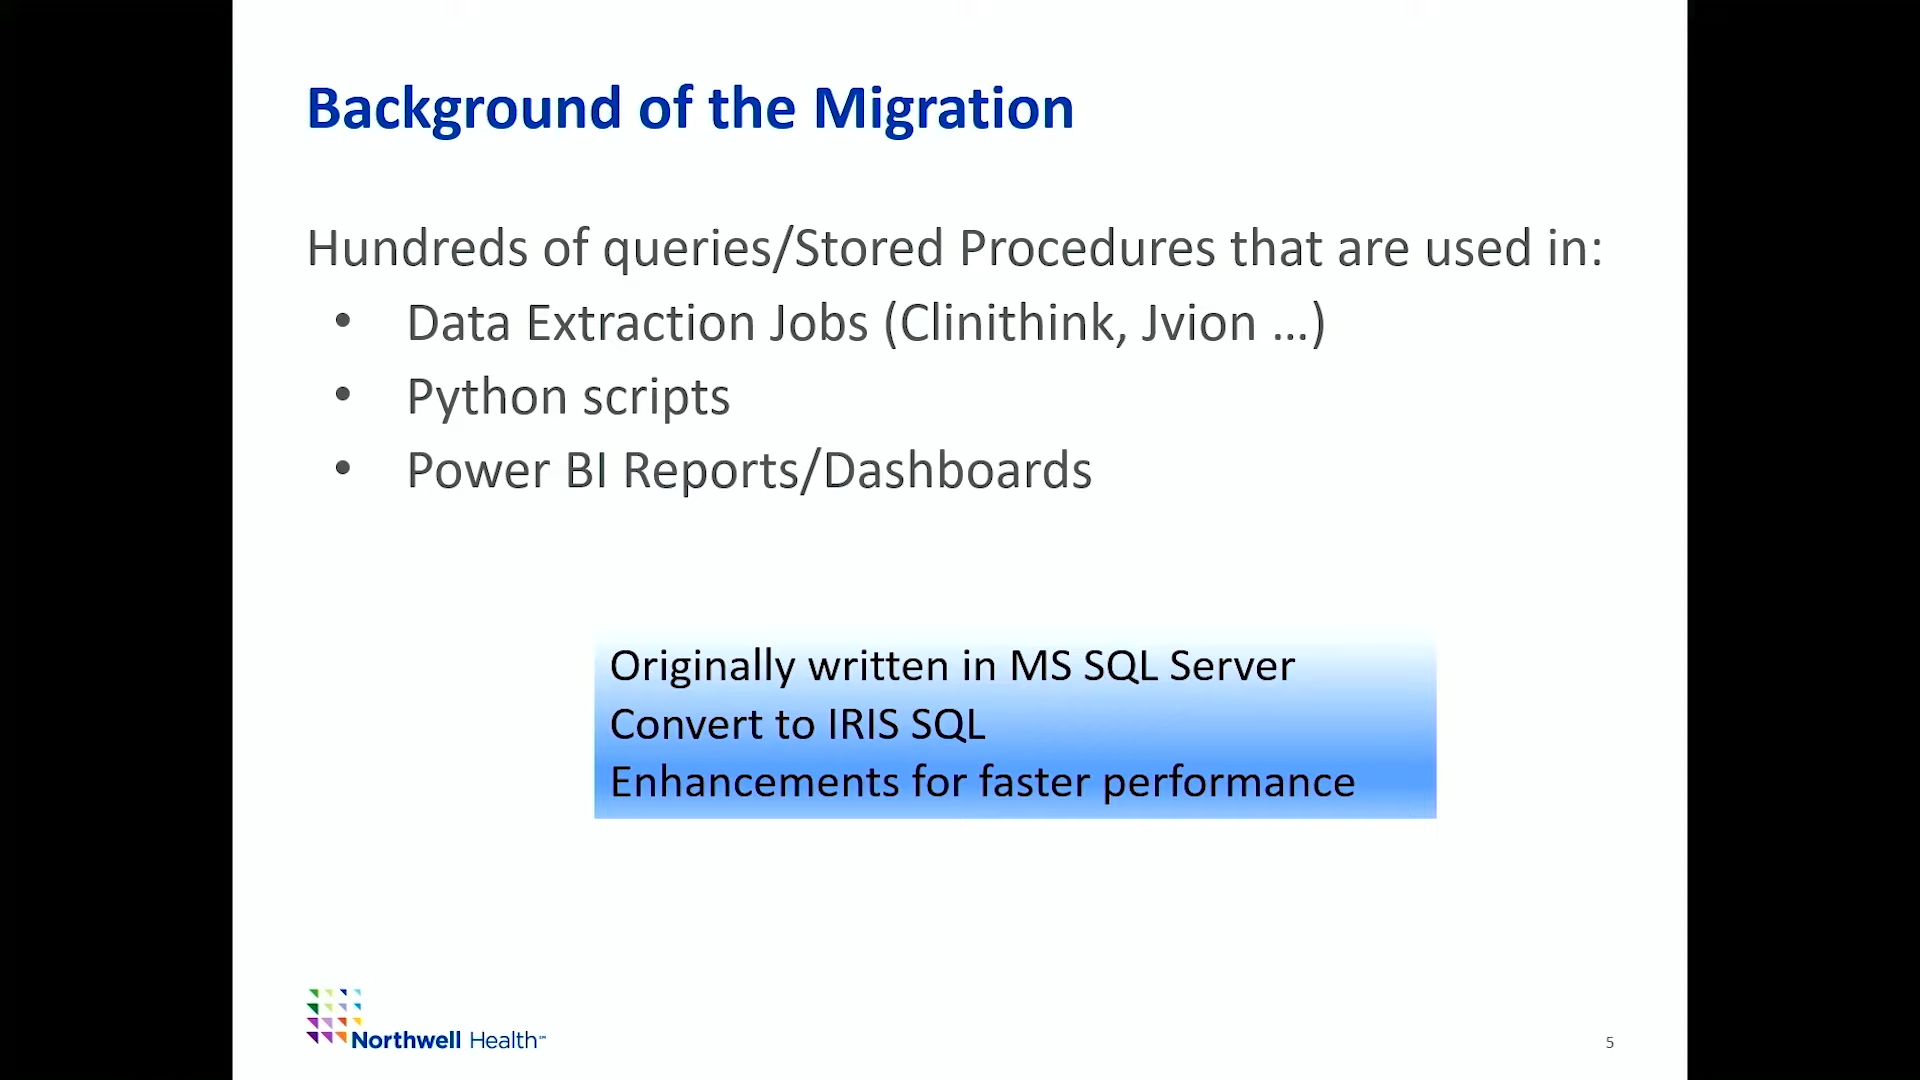 Background of the Migration
Hundreds of queries/Stored Procedures that are used in:
• Data Extraction Jobs (Clinithink, Jvion ...)
• Python scripts
• Power BI Reports/Dashboards
Originally written in MS SQL Server
Convert to IRIS SQL
Enhancements for faster performance
Northwell Health℠
5